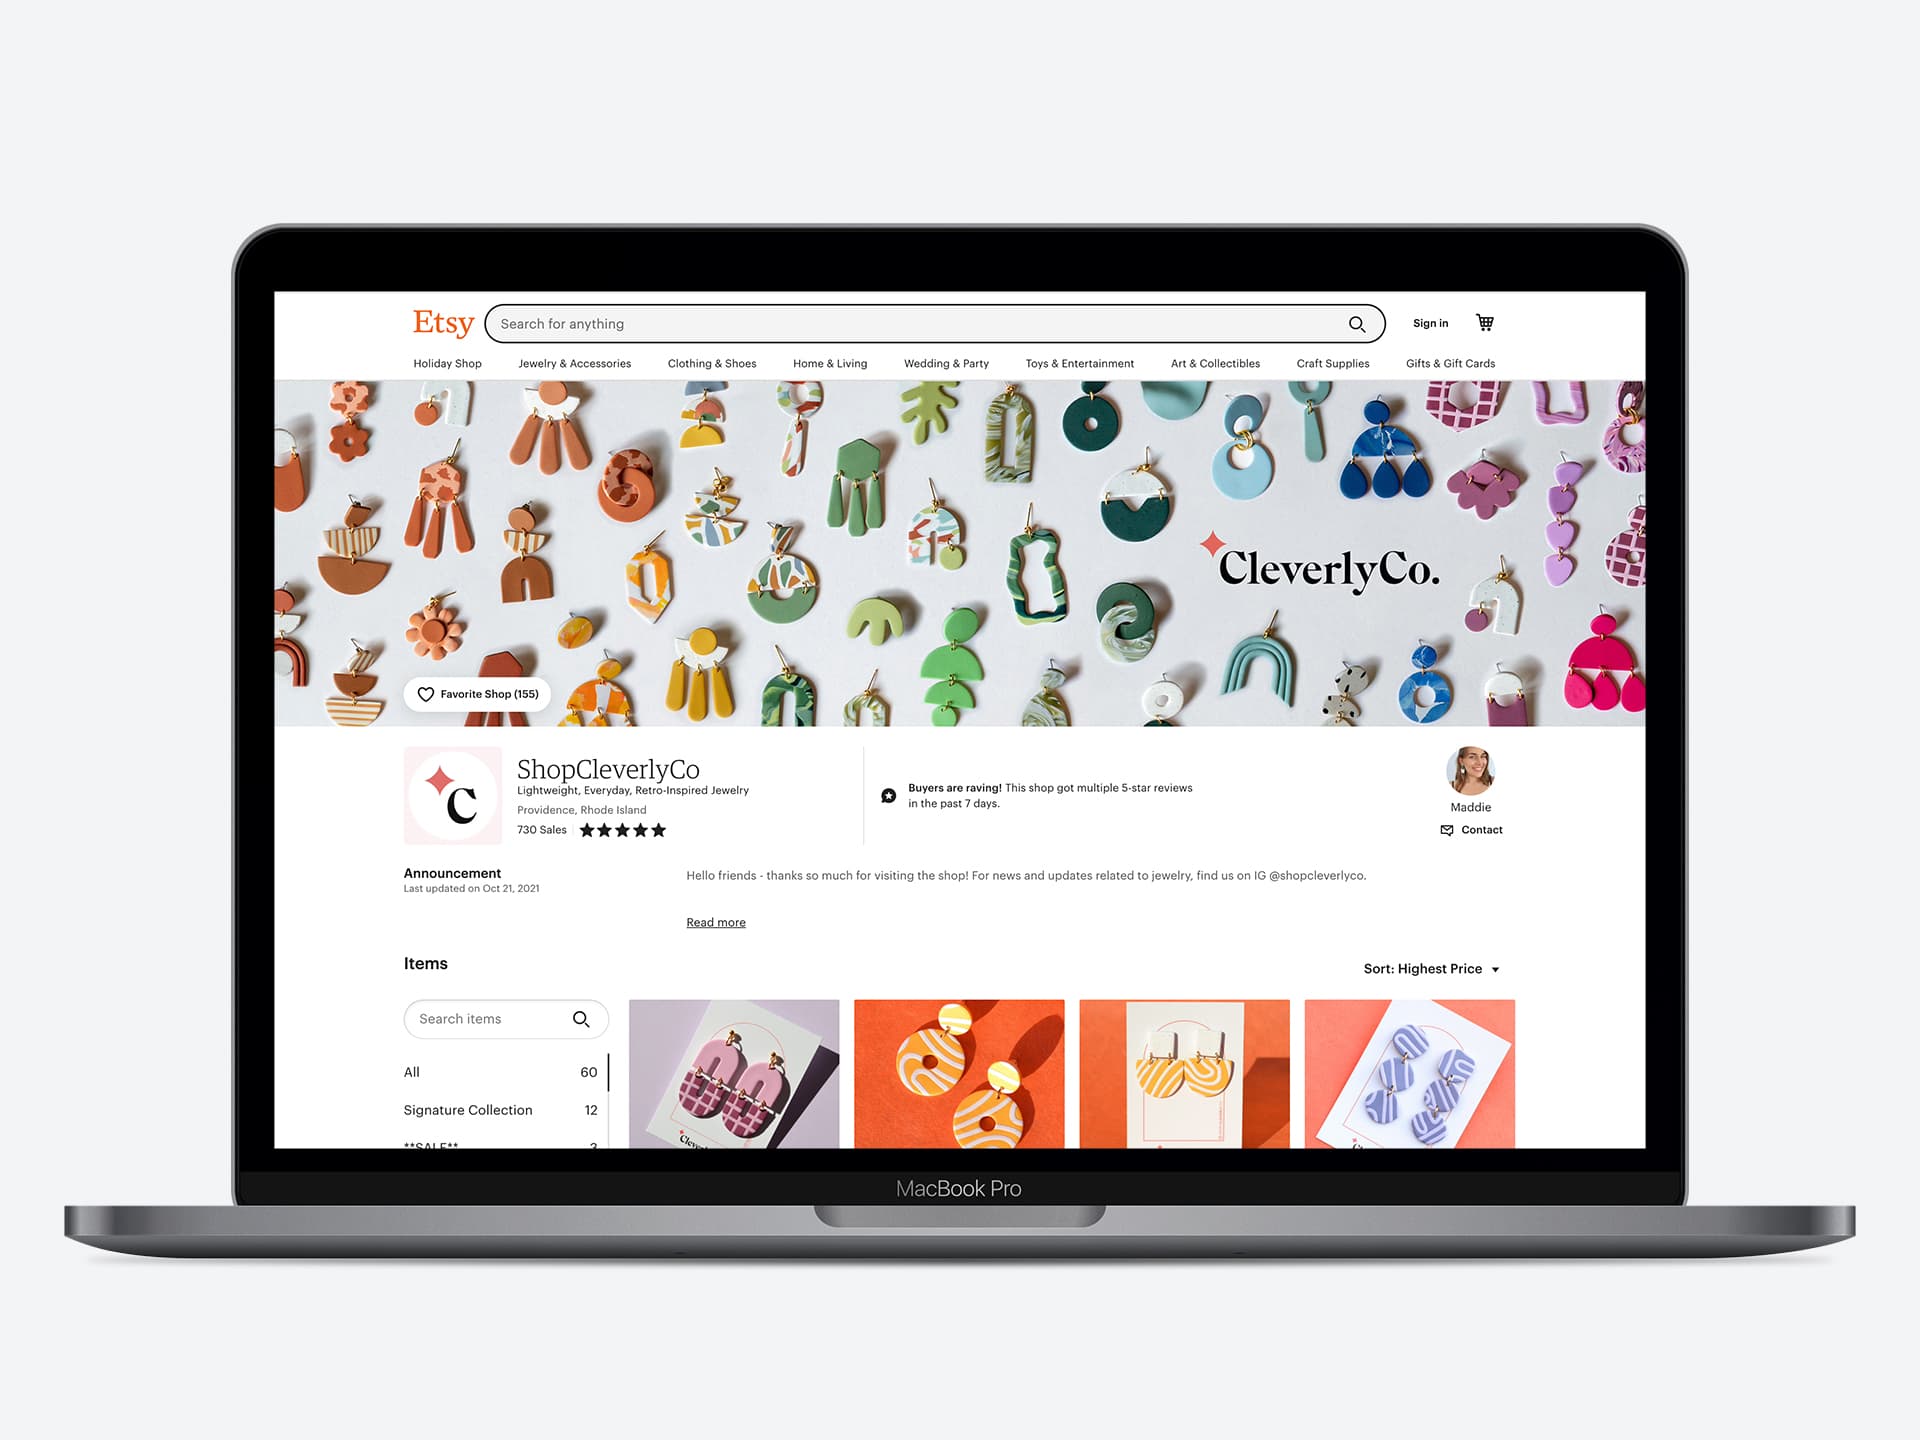 Etsy
Search for anything
Sign in
Holiday Shop Jewelry & Accessories Clothing & Shoes Home & Living Wedding & Party Toys & Entertainment Art & Collectibles Craft Supplies Gifts & Gift Cards
CleverlyCo.
Favorite Shop (155)
C
ShopCleverlyCo
Lightweight, Everyday, Retro-Inspired Jewelry
Providence, Rhode Island
730 Sales
Buyers are raving! This shop got multiple 5-star reviews
in the past 7 days.
Maddie
Contact
Announcement
Last updated on Oct 21, 2021
Hello friends - thanks so much for visiting the shop! For news and updates related to jewelry, find us on IG @shopcleverlyco.
Read more
Items
Sort: Highest Price
Search items
All 60
Signature Collection 12
**SALE** 3
MacBook Pro